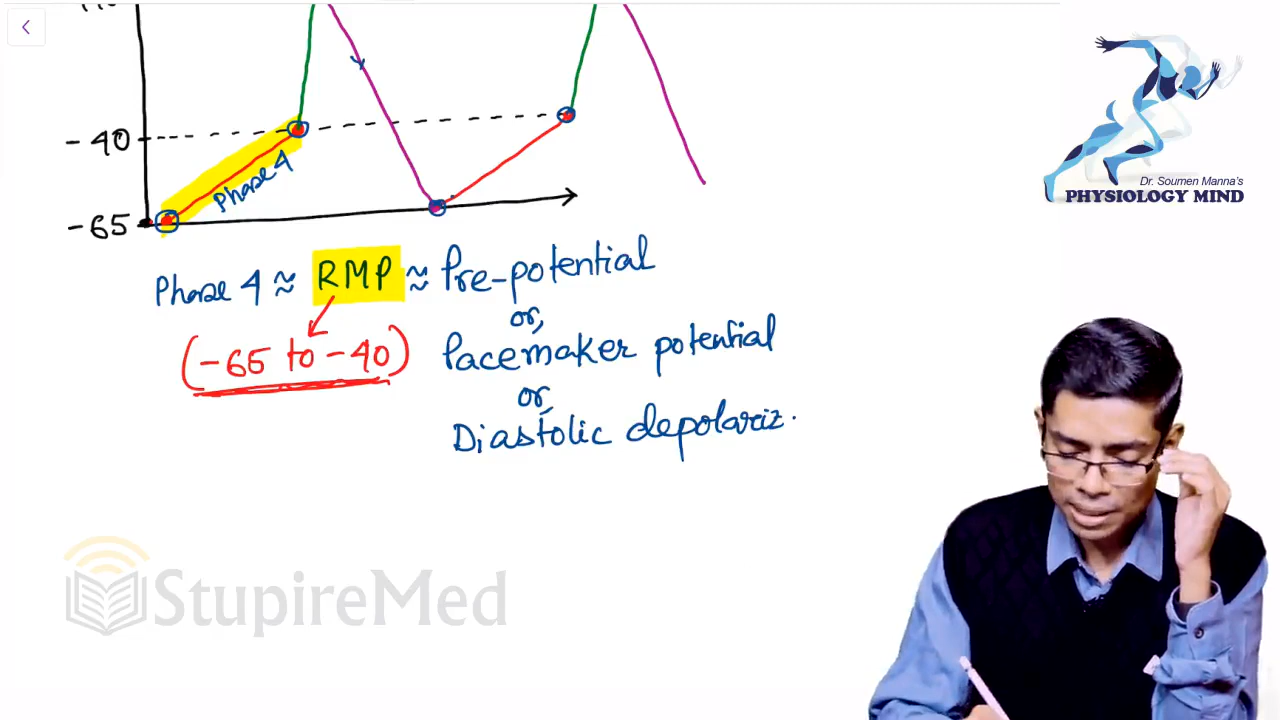 - 40
Phase 4
-65
Phase 4 ≈ RMP ≈ Pre-potential
or,
(-65 to -40) Pacemaker potential
or,
Diastolic depolariz.
Dr. Soumen Manna's
PHYSIOLOGY MIND
StupireMed